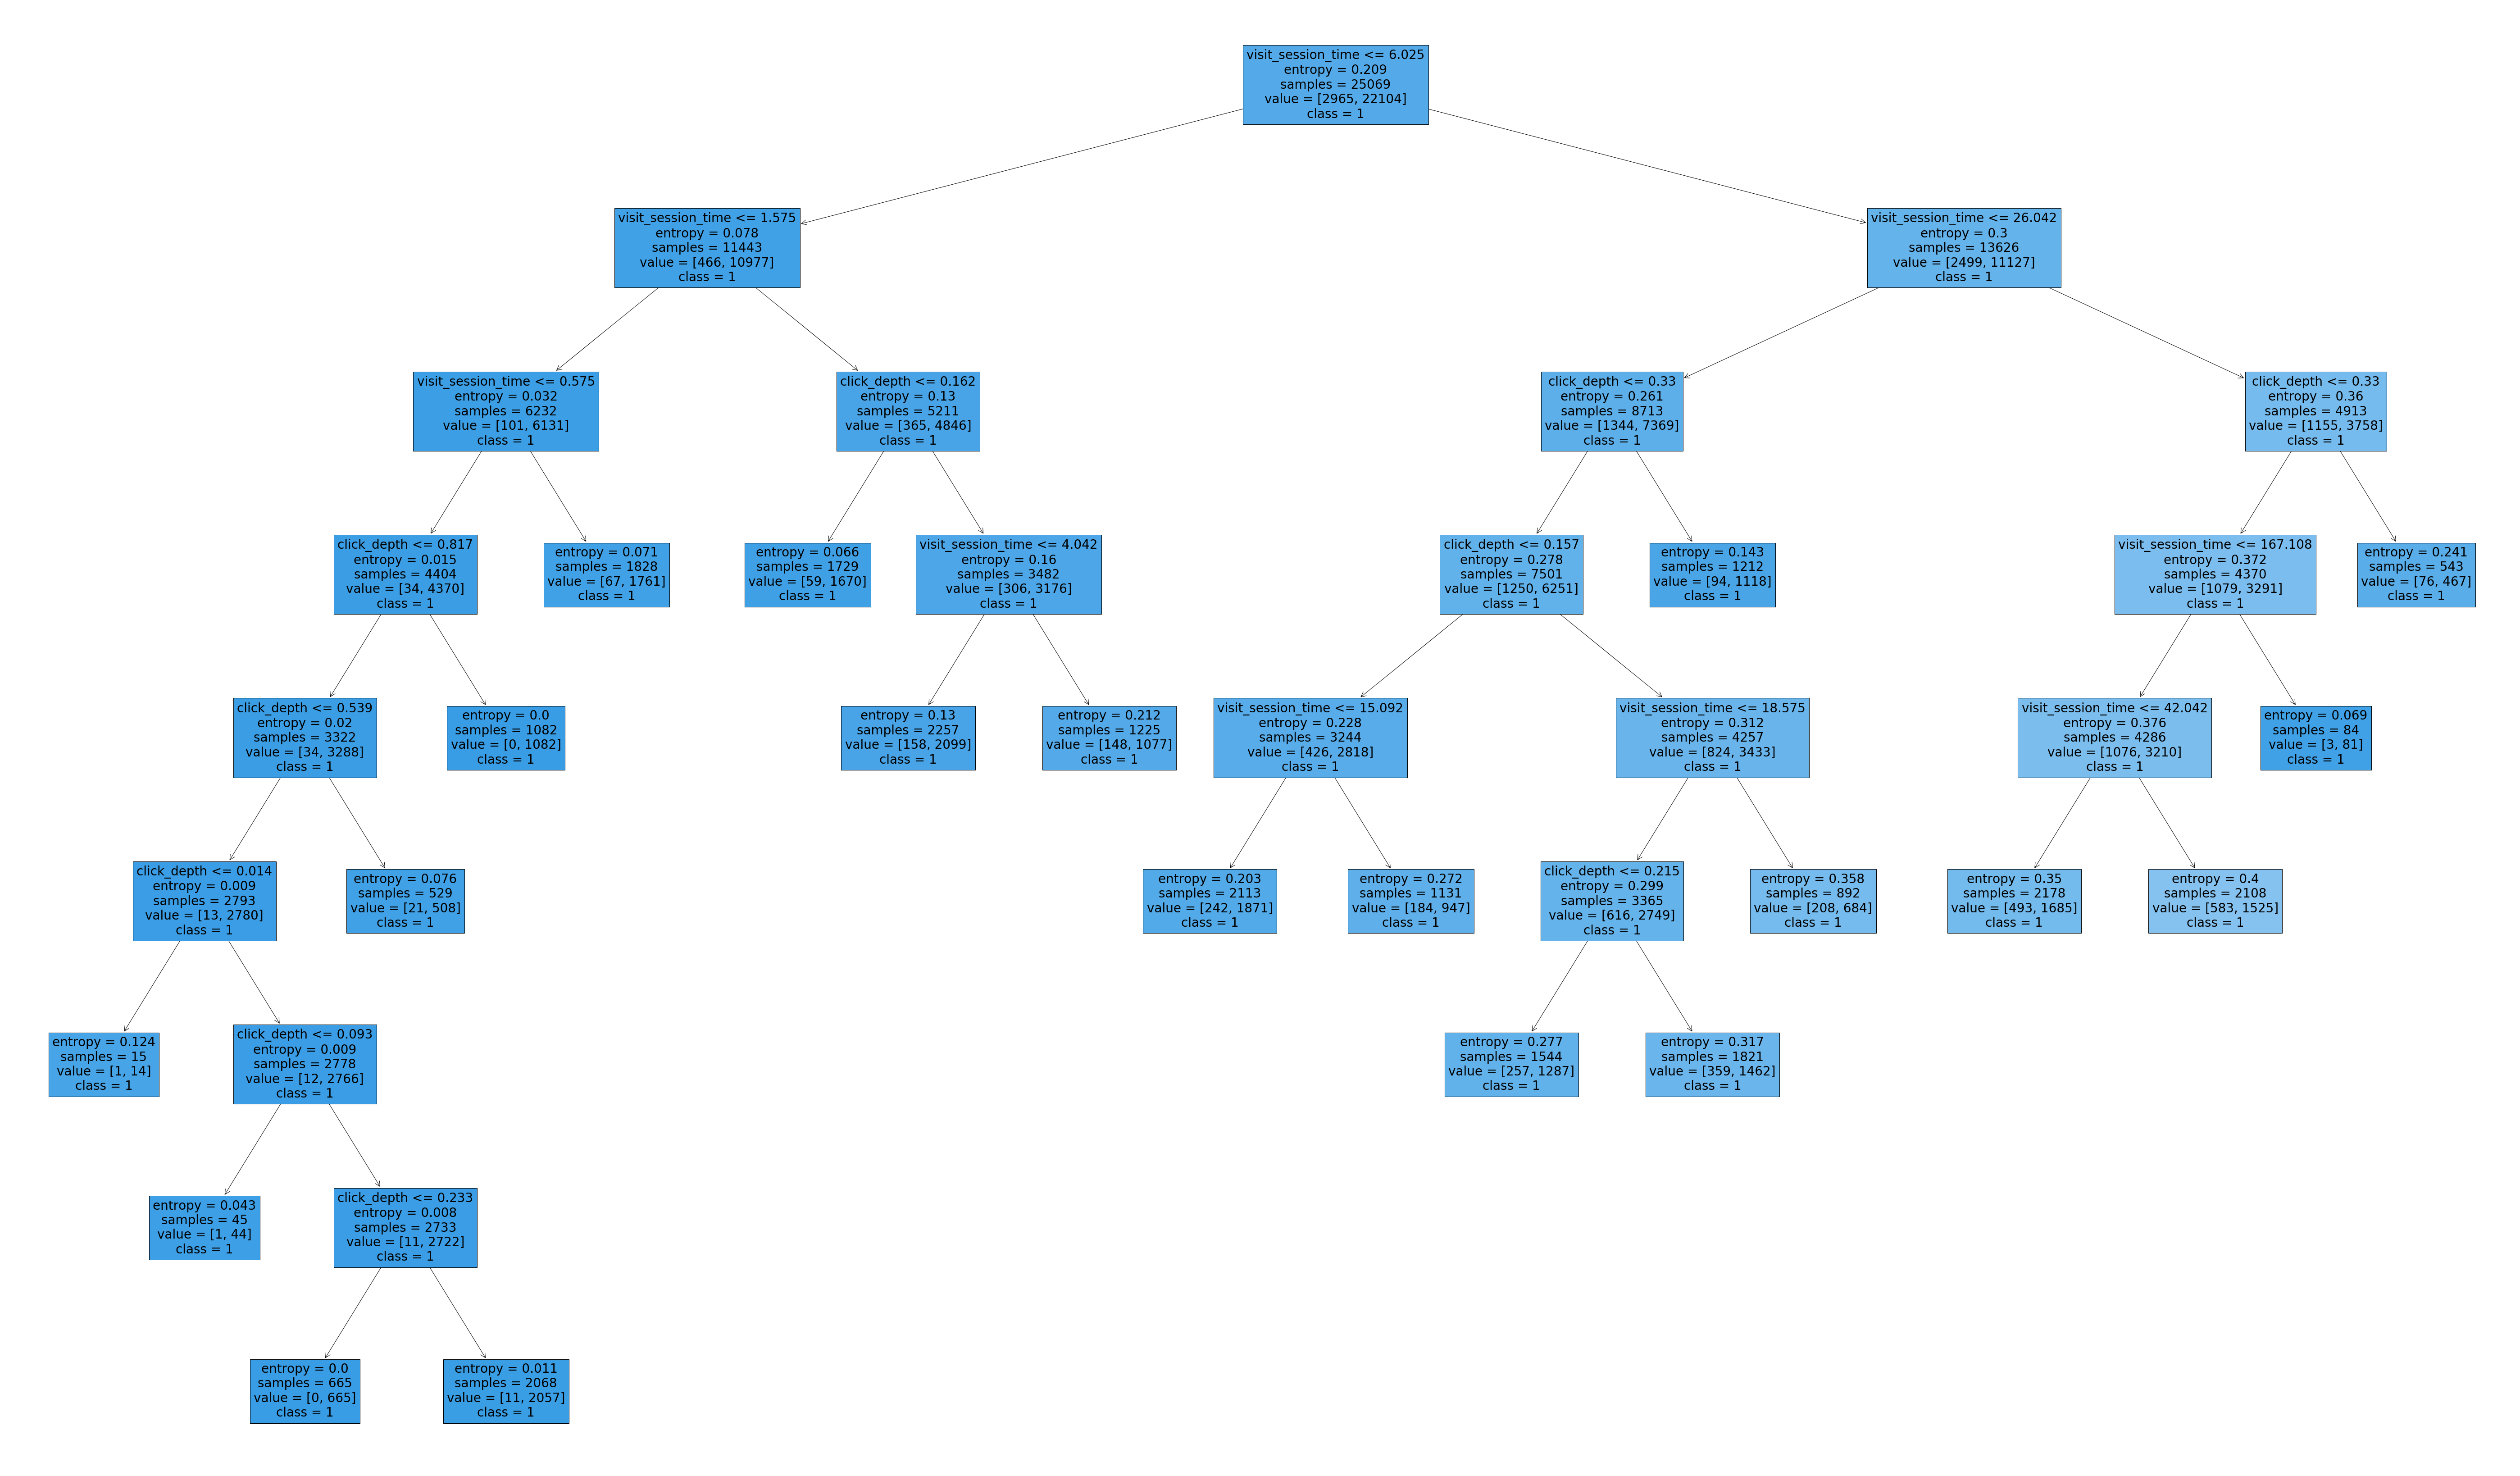 visit_session_time <= 6.025
entropy = 0.209
samples = 25069
value = [2965, 22104]
class = 1
visit_session_time <= 1.575
entropy = 0.078
samples = 11443
value = [466, 10977]
class = 1
visit_session_time <= 26.042
entropy = 0.3
samples = 13626
value = [2499, 11127]
class = 1
visit_session_time <= 0.575
entropy = 0.032
samples = 6232
value = [101, 6131]
class = 1
click_depth <= 0.162
entropy = 0.13
samples = 5211
value = [365, 4846]
class = 1
click_depth <= 0.33
entropy = 0.261
samples = 8713
value = [1344, 7369]
class = 1
click_depth <= 0.33
entropy = 0.36
samples = 4913
value = [1155, 3758]
class = 1
click_depth <= 0.817
entropy = 0.015
samples = 4404
value = [34, 4370]
class = 1
entropy = 0.071
samples = 1828
value = [67, 1761]
class = 1
entropy = 0.066
samples = 1729
value = [59, 1670]
class = 1
visit_session_time <= 4.042
entropy = 0.16
samples = 3482
value = [306, 3176]
class = 1
click_depth <= 0.157
entropy = 0.278
samples = 7501
value = [1250, 6251]
class = 1
entropy = 0.143
samples = 1212
value = [94, 1118]
class = 1
visit_session_time <= 167.108
entropy = 0.372
samples = 4370
value = [1079, 3291]
class = 1
entropy = 0.241
samples = 543
value = [76, 467]
class = 1
click_depth <= 0.539
entropy = 0.02
samples = 3322
value = [34, 3288]
class = 1
entropy = 0.0
samples = 1082
value = [0, 1082]
class = 1
entropy = 0.13
samples = 2257
value = [158, 2099]
class = 1
entropy = 0.212
samples = 1225
value = [148, 1077]
class = 1
visit_session_time <= 15.092
entropy = 0.228
samples = 3244
value = [426, 2818]
class = 1
visit_session_time <= 18.575
entropy = 0.312
samples = 4257
value = [824, 3433]
class = 1
visit_session_time <= 42.042
entropy = 0.376
samples = 4286
value = [1076, 3210]
class = 1
entropy = 0.069
samples = 84
value = [3, 81]
class = 1
click_depth <= 0.014
entropy = 0.009
samples = 2793
value = [13, 2780]
class = 1
entropy = 0.076
samples = 529
value = [21, 508]
class = 1
entropy = 0.203
samples = 2113
value = [242, 1871]
class = 1
entropy = 0.272
samples = 1131
value = [184, 947]
class = 1
click_depth <= 0.215
entropy = 0.299
samples = 3365
value = [616, 2749]
class = 1
entropy = 0.358
samples = 892
value = [208, 684]
class = 1
entropy = 0.35
samples = 2178
value = [493, 1685]
class = 1
entropy = 0.4
samples = 2108
value = [583, 1525]
class = 1
entropy = 0.124
samples = 15
value = [1, 14]
class = 1
click_depth <= 0.093
entropy = 0.009
samples = 2778
value = [12, 2766]
class = 1
entropy = 0.277
samples = 1544
value = [257, 1287]
class = 1
entropy = 0.317
samples = 1821
value = [359, 1462]
class = 1
entropy = 0.043
samples = 45
value = [1, 44]
class = 1
click_depth <= 0.233
entropy = 0.008
samples = 2733
value = [11, 2722]
class = 1
entropy = 0.0
samples = 665
value = [0, 665]
class = 1
entropy = 0.011
samples = 2068
value = [11, 2057]
class = 1